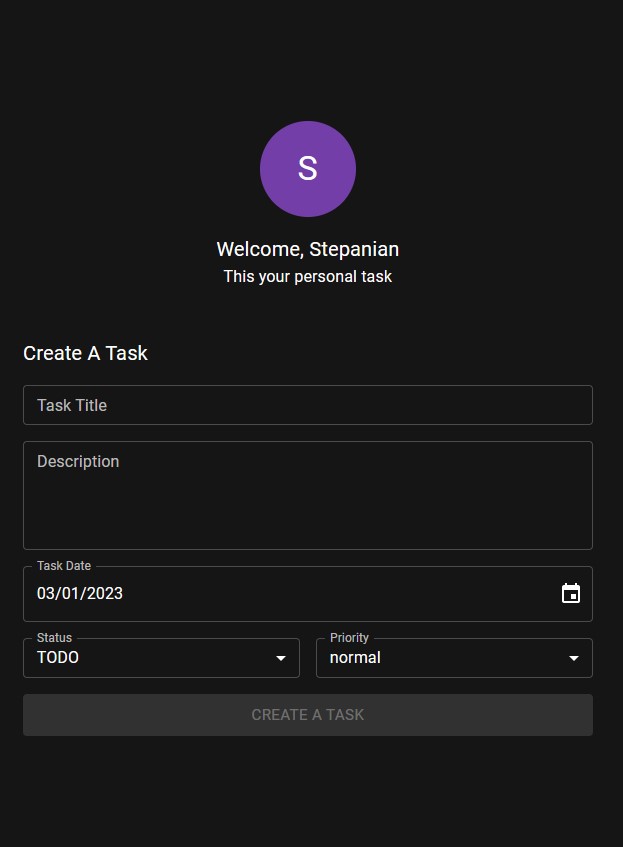 S
Welcome, Stepanian
This your personal task
Create A Task
Task Title
Description
Task Date
03/01/2023
Status
TODO
Priority
normal
CREATE A TASK